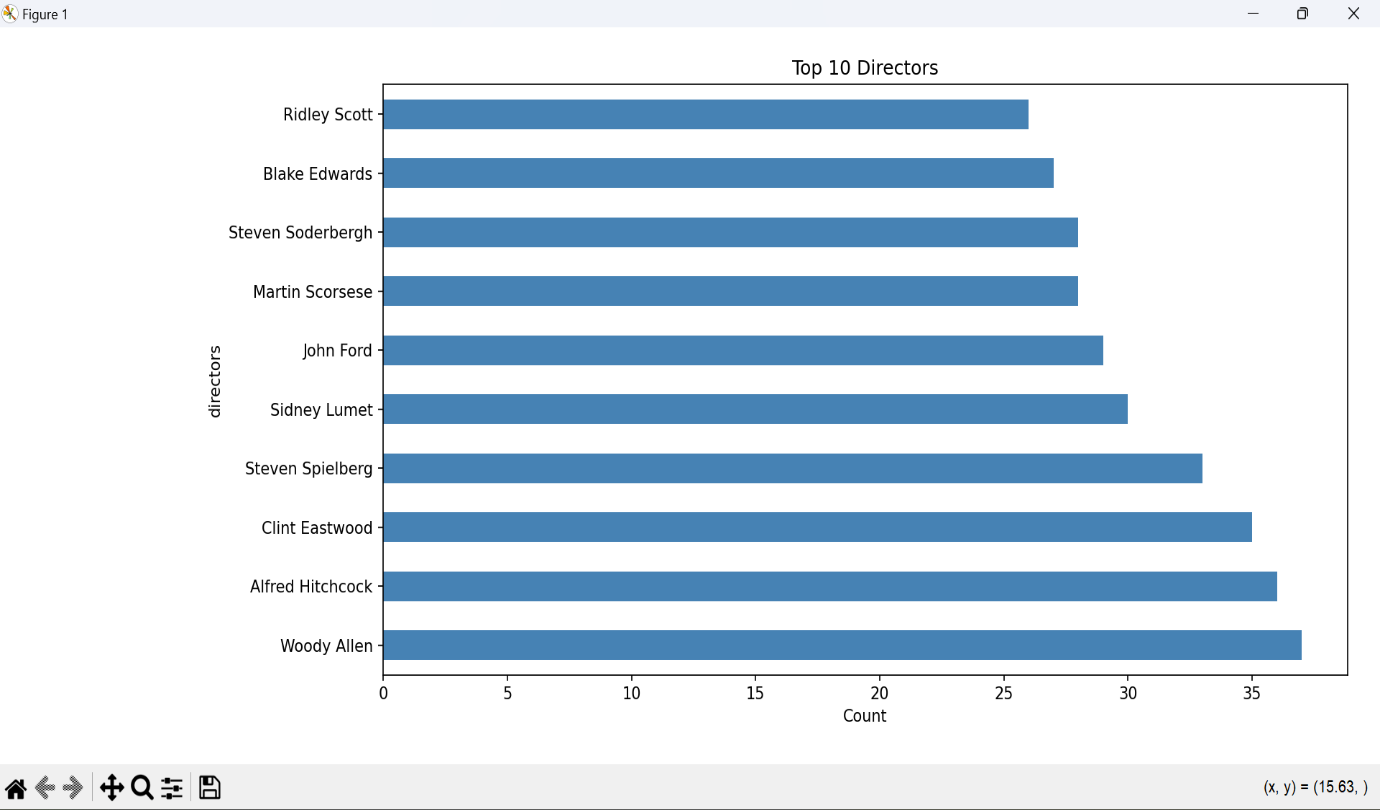 Figure 1
Top 10 Directors
Ridley Scott
Blake Edwards
Steven Soderbergh
Martin Scorsese
John Ford
directors
Sidney Lumet
Steven Spielberg
Clint Eastwood
Alfred Hitchcock
Woody Allen
0 5 10 15 20 25 30 35
Count
(x, y) = (15.63, )